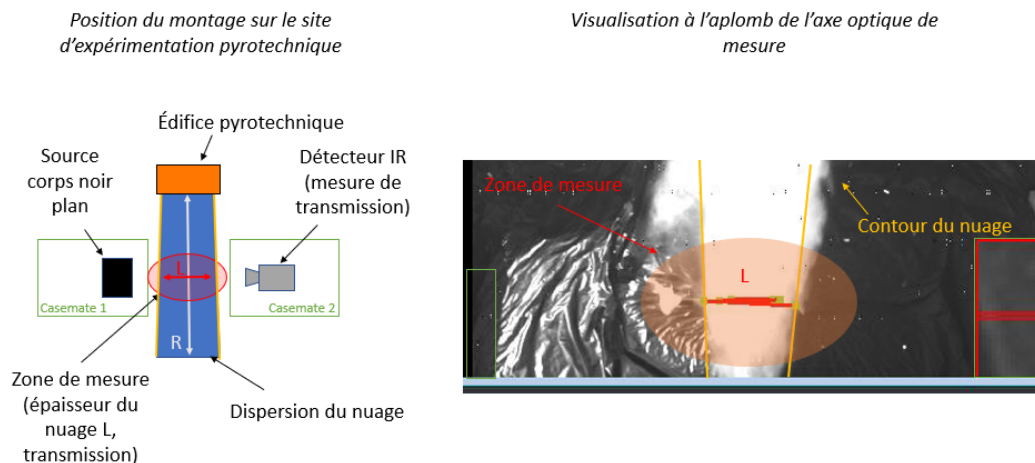 Position du montage sur le site
d'expérimentation pyrotechnique
Visualisation à l'aplomb de l'axe optique de
mesure
Édifice pyrotechnique
Source
corps noir
plan
Détecteur IR
(mesure de
transmission)
L
Casemate 1
Casemate 2
R
Zone de mesure
(épaisseur du
nuage L,
transmission)
Dispersion du nuage
Zone de mesure
Contour du nuage
L